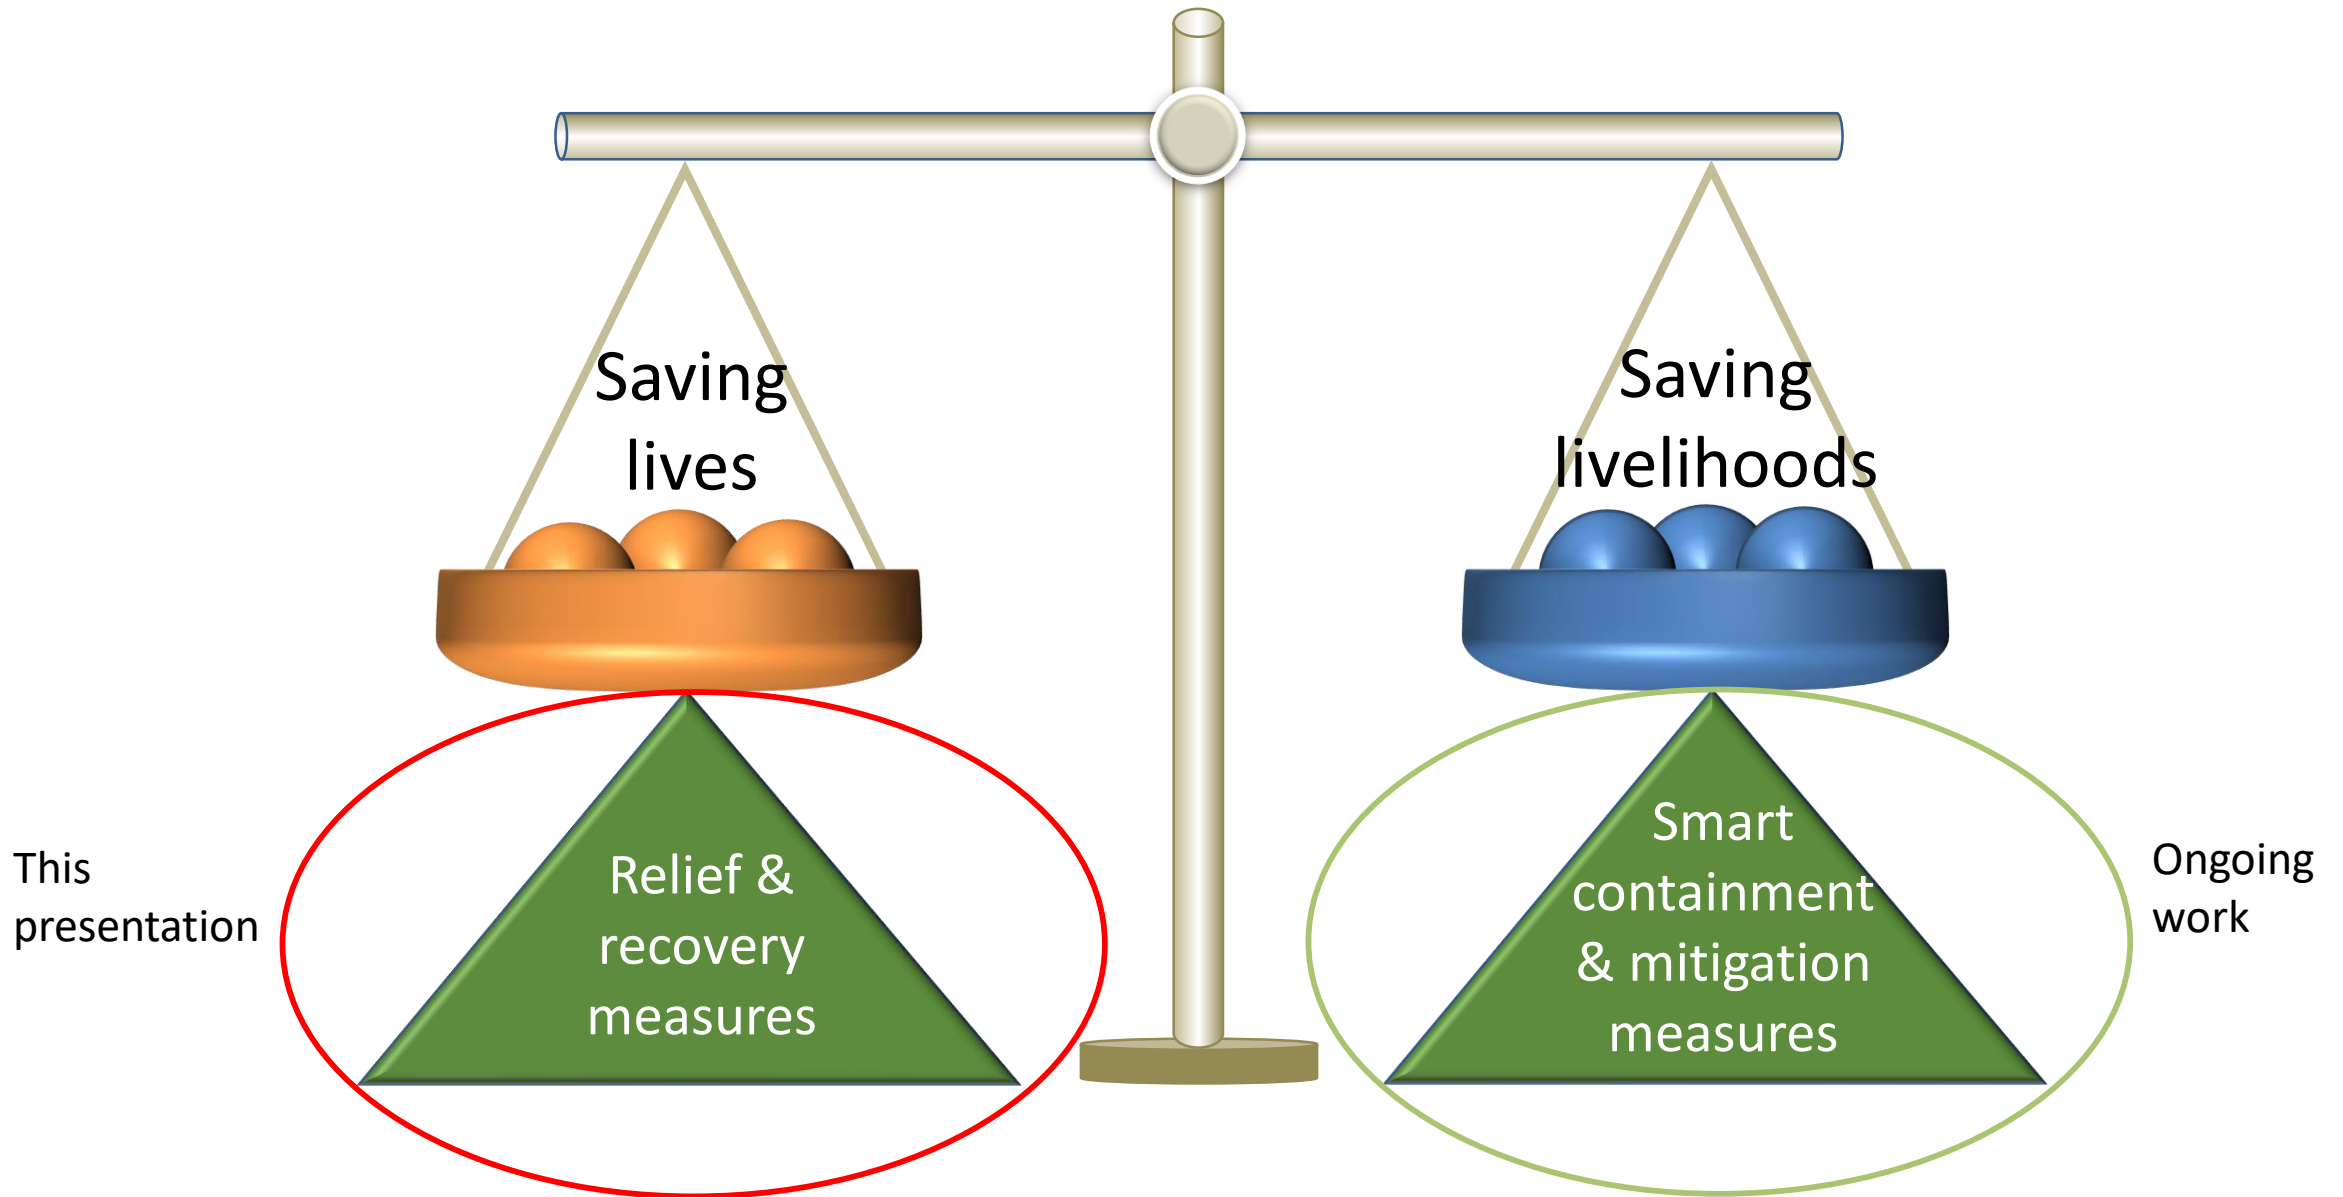 Saving
lives
Saving
livelihoods
This
presentation
Relief &
recovery
measures
Smart
containment
& mitigation
measures
Ongoing
work